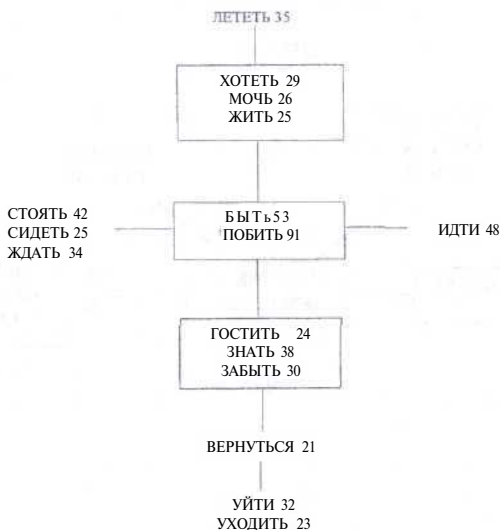 ЛЕТЕТЬ 35
ХОТЕТЬ 29
МОЧЬ 26
ЖИТЬ 25
СТОЯТЬ 42
СИДЕТЬ 25
ЖДАТЬ 34
БЫТЬ 53
ПОБИТЬ 91
ИДТИ 48
ГОСТИТЬ 24
ЗНАТЬ 38
ЗАБЫТЬ 30
ВЕРНУТЬСЯ 21
УЙТИ 32
УХОДИТЬ 23